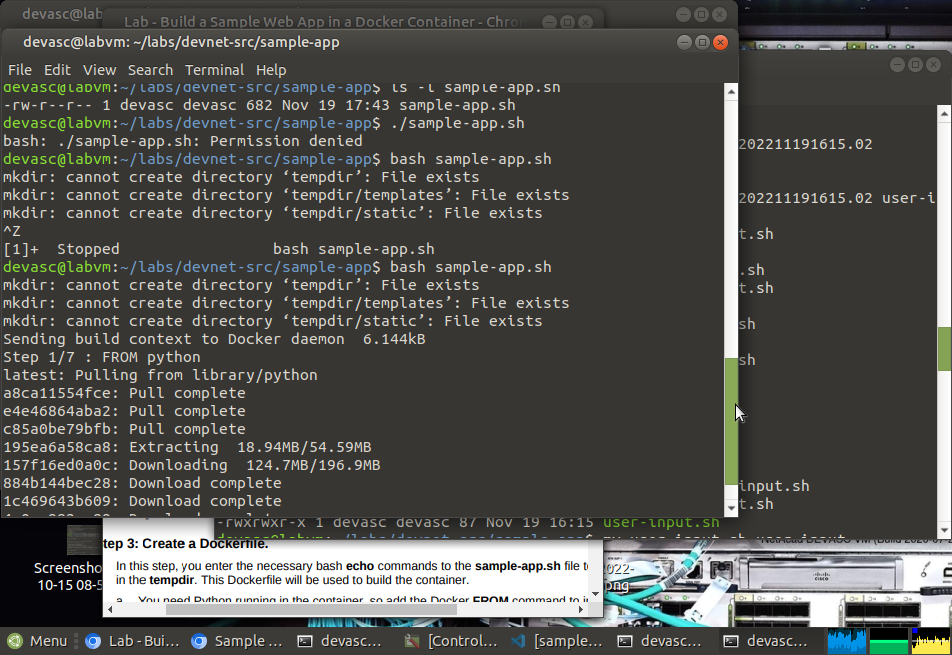 devasc@lab
Lab - Build a Sample Web App in a Docker Container - Chro
devasc@labvm: ~/labs/devnet-src/sample-app
File Edit View Search Terminal Help
devasc@labvm:~/labs/devnet-src/sample-app$ ls -l sample-app.sh
-rw-r--r-- 1 devasc devasc 682 Nov 19 17:43 sample-app.sh
devasc@labvm:~/labs/devnet-src/sample-app$ ./sample-app.sh
bash: ./sample-app.sh: Permission denied
devasc@labvm:~/labs/devnet-src/sample-app$ bash sample-app.sh
mkdir: cannot create directory ‘tempdir’: File exists
mkdir: cannot create directory ‘tempdir/templates’: File exists
mkdir: cannot create directory ‘tempdir/static’: File exists
^Z
[1]+  Stopped                 bash sample-app.sh
devasc@labvm:~/labs/devnet-src/sample-app$ bash sample-app.sh
mkdir: cannot create directory ‘tempdir’: File exists
mkdir: cannot create directory ‘tempdir/templates’: File exists
mkdir: cannot create directory ‘tempdir/static’: File exists
Sending build context to Docker daemon  6.144kB
Step 1/7 : FROM python
latest: Pulling from library/python
a8ca11554fce: Pull complete
e4e46864aba2: Pull complete
c85a0be79bfb: Pull complete
195ea6a58ca8: Extracting  18.94MB/54.59MB
157f16ed0a0c: Downloading  124.7MB/196.9MB
884b144bec28: Download complete
1c469643b609: Download complete
202211191615.02
202211191615.02 user-i
t.sh
.sh
t.sh
sh
sh
input.sh
t.sh
-rwxrwxr-x 1 devasc devasc 87 Nov 19 16:15 user-input.sh
tep 3: Create a Dockerfile.
In this step, you enter the necessary bash echo commands to the sample-app.sh file t
in the tempdir. This Dockerfile will be used to build the container.
a. You need Python running in the container, so add the Docker FROM command to i
Screensho
10-15 08-5
2022-
png
CISCO
Menu
Lab - Bui...
Sample ...
devasc...
[Control...
[sample...
devasc...
devasc...